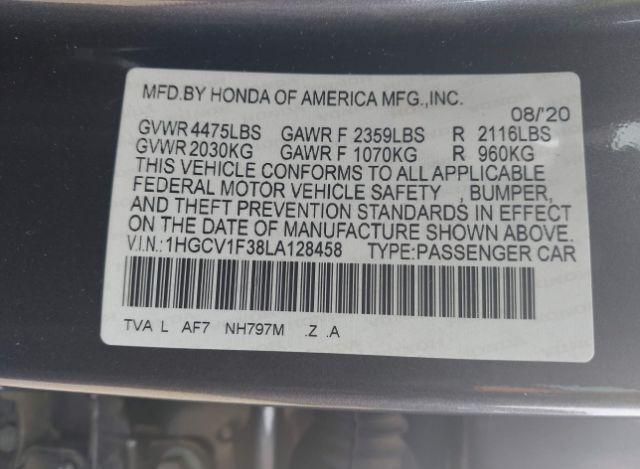 MFD.BY HONDA OF AMERICA MFG.,INC.
08/'20
GVWR 4475LBS GAWR F 2359LBS R 2116LBS
GVWR 2030KG GAWR F 1070KG R 960KG
THIS VEHICLE CONFORMS TO ALL APPLICABLE
FEDERAL MOTOR VEHICLE SAFETY , BUMPER,
AND THEFT PREVENTION STANDARDS IN EFFECT
ON THE DATE OF MANUFACTURE SHOWN ABOVE.
V.I.N.:1HGCV1F38LA128458 TYPE:PASSENGER CAR
TVA L AF7 NH797M .Z .A